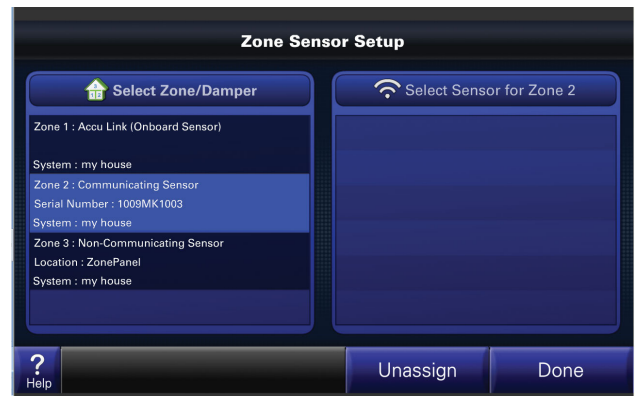 Zone Sensor Setup
Select Zone/Damper
Zone 1 : Accu Link (Onboard Sensor)
System : my house
Zone 2 : Communicating Sensor
Serial Number : 1009MK1003
System : my house
Zone 3 : Non-Communicating Sensor
Location : ZonePanel
System : my house
Select Sensor for Zone 2
?
Help
Unassign
Done